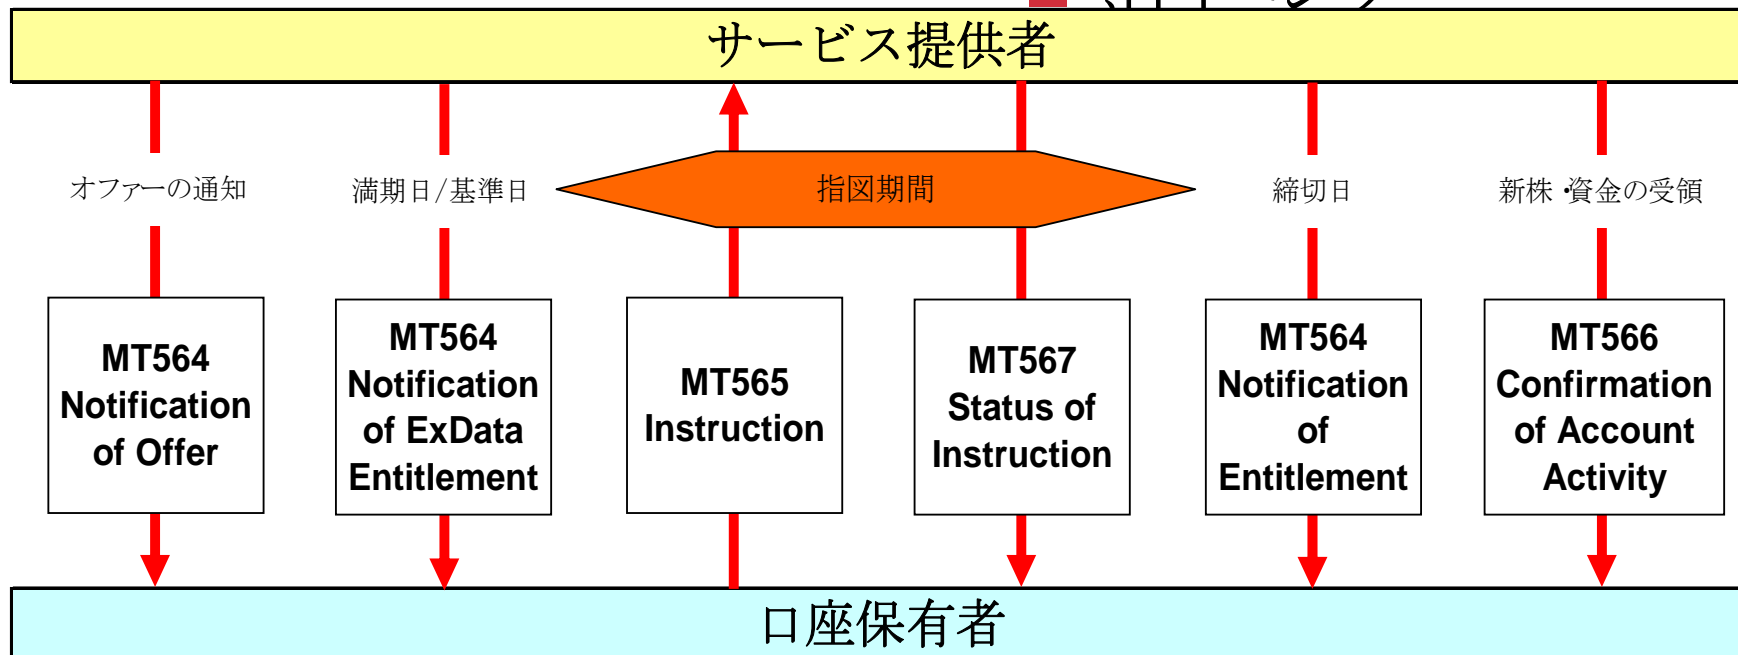 サービス提供者
オファーの通知
満期日/基準日
指図期間
締切日
新株・資金の受領
MT564
Notification
of Offer
MT564
Notification
of ExData
Entitlement
MT565
Instruction
MT567
Status of
Instruction
MT564
Notification
of
Entitlement
MT566
Confirmation
of Account
Activity
口座保有者